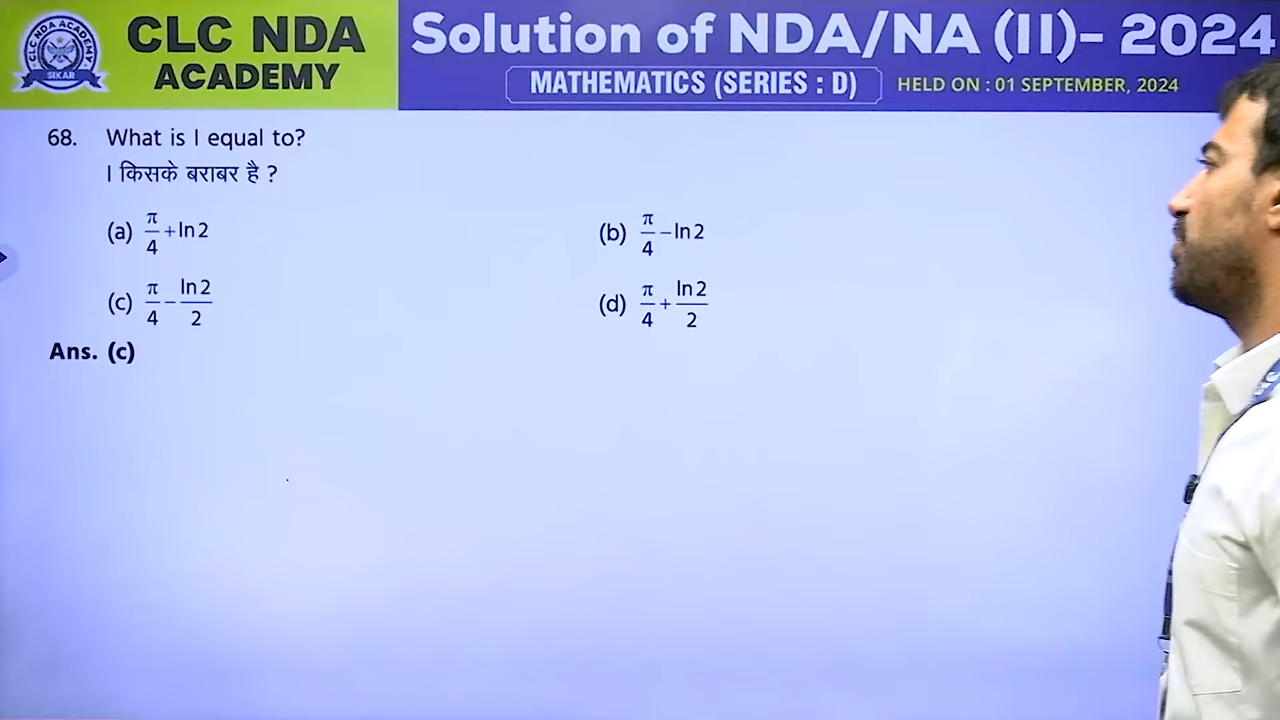 CLC NDA ACADEMY
SIKAR
CLC NDA
ACADEMY
Solution of NDA/NA (II)- 2024
MATHEMATICS (SERIES : D)
HELD ON : 01 SEPTEMBER, 2024
68. What is I equal to?
I किसके बराबर है ?
(a) π/4 + ln 2
(b) π/4 − ln 2
(c) π/4 − ln 2/2
(d) π/4 + ln 2/2
Ans. (c)